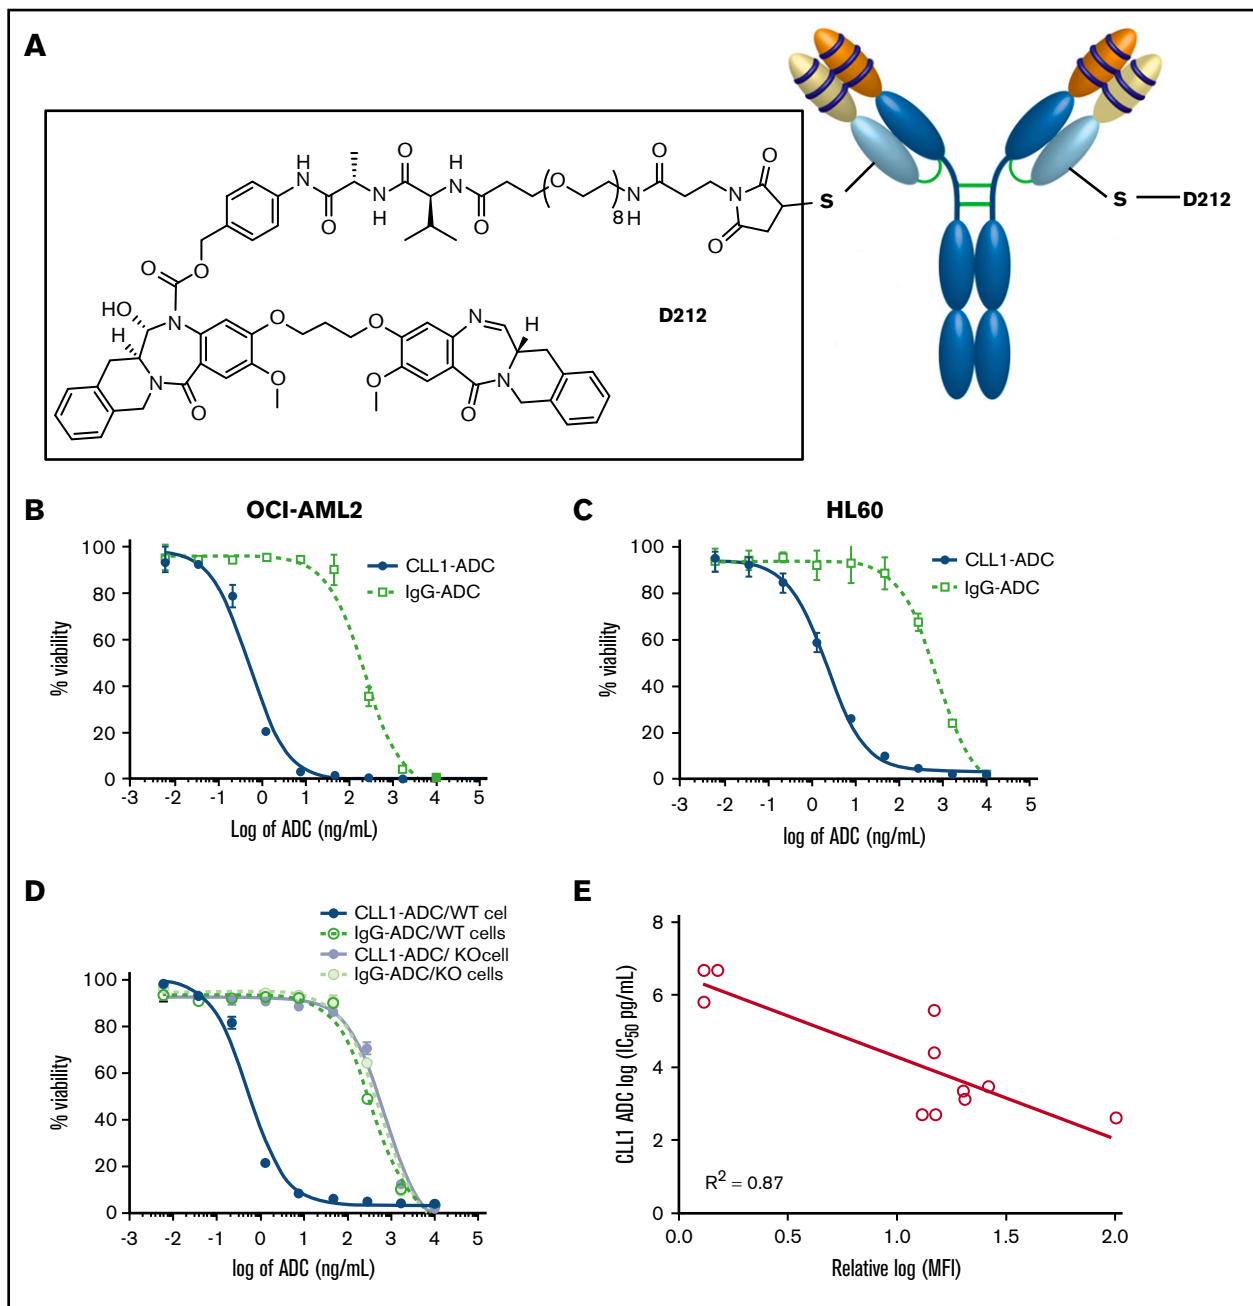 A
H
N
O
N
H
O
H
N
O
O
8
N
H
O
N
O
O
S
S
D212
O
O
HO
N
H
N
O
O
O
O
O
N
H
N
O
D212
B
OCI-AML2
100
80
60
40
20
0
-3 -2 -1 0 1 2 3 4 5
% viability
Log of ADC (ng/mL)
CLL1-ADC
IgG-ADC
C
HL60
100
80
60
40
20
0
-3 -2 -1 0 1 2 3 4 5
% viability
log of ADC (ng/mL)
CLL1-ADC
IgG-ADC
D
CLL1-ADC/WT cel
IgG-ADC/WT cells
CLL1-ADC/ KOcell
IgG-ADC/KO cells
100
80
60
40
20
0
-3 -2 -1 0 1 2 3 4 5
% viability
log of ADC (ng/mL)
E
8
6
4
2
0
0.0 0.5 1.0 1.5 2.0
CLL1 ADC log (IC50 pg/mL)
R2 = 0.87
Relative log (MFI)